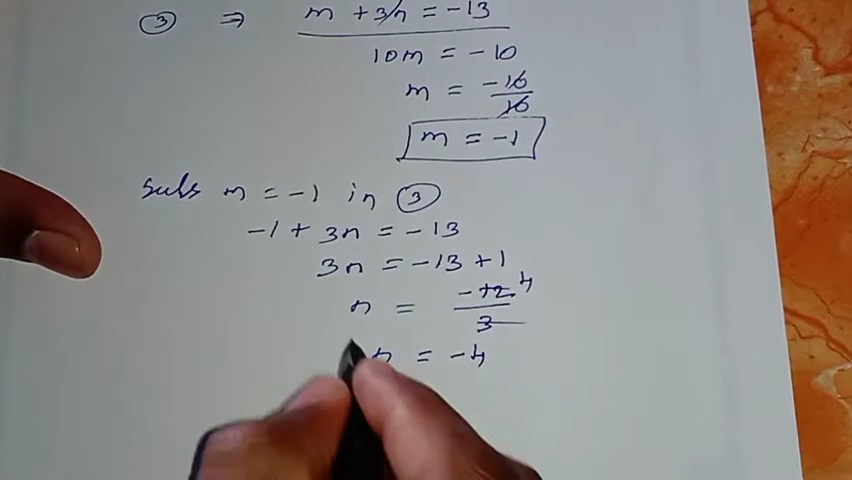 ③ ⇒ m + 3n = -13
10m = -10
m = -10/10
m = -1
Subs m = -1 in ③
-1 + 3n = -13
3n = -13 + 1
n = -12/3 4
n = -4